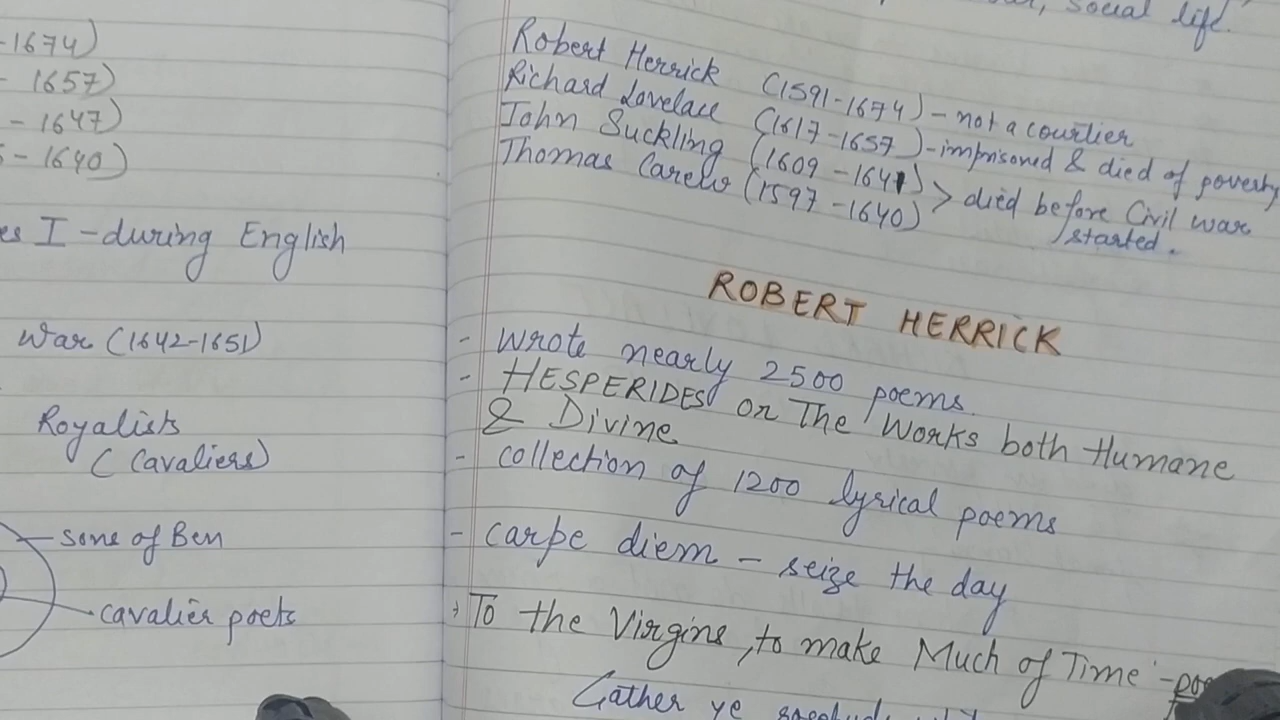 -1674)
- 1657)
- 1647)
- 1640)
es I - during English
War (1642-1651)
Royalists
(Cavaliers)
sons of Ben
cavalier poets
social life.
Robert Herrick (1591-1674) - not a courtier
Richard Lovelace (1617-1657) - imprisoned & died of poverty
John Suckling (1609-1641) > died before Civil war
Thomas Carew (1597-1640) started.
ROBERT HERRICK
- wrote nearly 2500 poems.
- HESPERIDES or The Works both Humane
& Divine
- collection of 1200 lyrical poems
- carpe diem - seize the day
To the Virgins, to make Much of Time -
Gather ye